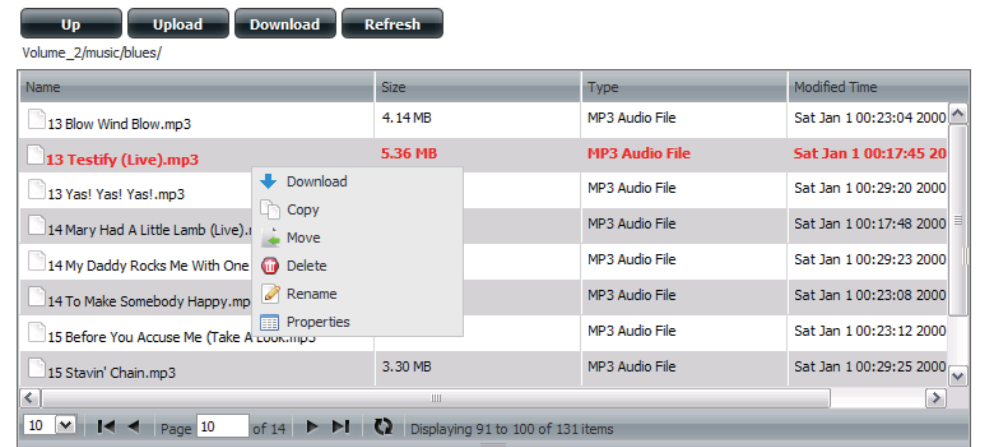 Up Upload Download Refresh
Volume_2/music/blues/
Name Size Type Modified Time
13 Blow Wind Blow.mp3 4.14 MB MP3 Audio File Sat Jan 1 00:23:04 2000
13 Testify (Live).mp3 5.36 MB MP3 Audio File Sat Jan 1 00:17:45 20
Download
13 Yas! Yas! Yas!.mp3 MP3 Audio File Sat Jan 1 00:29:20 2000
Copy
14 Mary Had A Little Lamb (Live). MP3 Audio File Sat Jan 1 00:17:48 2000
Move
14 My Daddy Rocks Me With One MP3 Audio File Sat Jan 1 00:29:23 2000
Delete
14 To Make Somebody Happy.mp MP3 Audio File Sat Jan 1 00:23:08 2000
Rename
Properties
15 Before You Accuse Me (Take A Look.mp3 MP3 Audio File Sat Jan 1 00:23:12 2000
15 Stavin' Chain.mp3 3.30 MB MP3 Audio File Sat Jan 1 00:29:25 2000
10 Page 10 of 14 Displaying 91 to 100 of 131 items